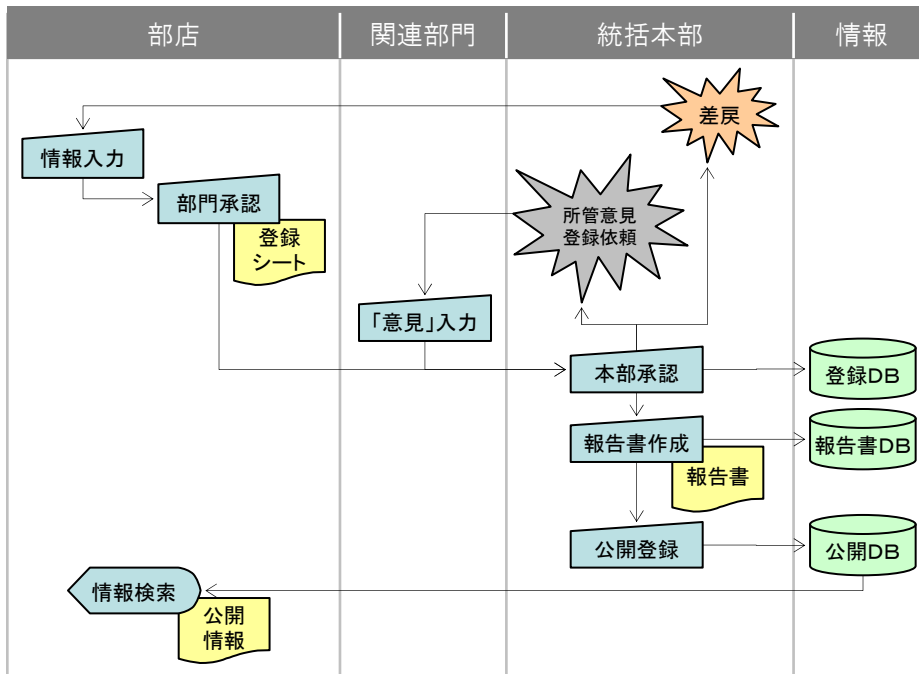 部店
関連部門
統括本部
情報
差戻
情報入力
部門承認
登録
シート
所管意見
登録依頼
「意見」入力
本部承認
登録DB
報告書作成
報告書DB
報告書
公開登録
公開DB
情報検索
公開
情報